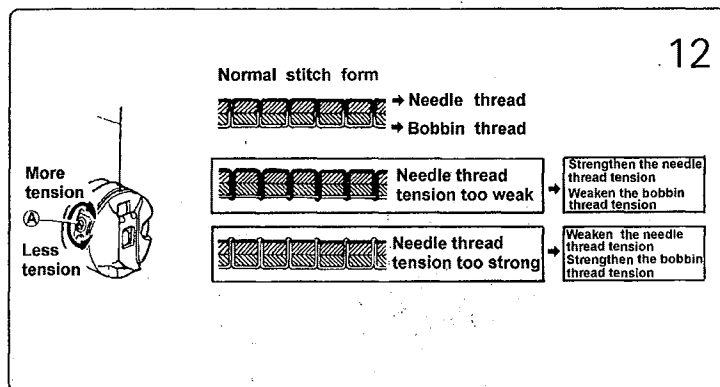 12
Normal stitch form
Needle thread
Bobbin thread
More
tension
A
Less
tension
Needle thread
tension too weak
Strengthen the needle
thread tension
Weaken the bobbin
thread tension
Needle thread
tension too strong
Weaken the needle
thread tension
Strengthen the bobbin
thread tension